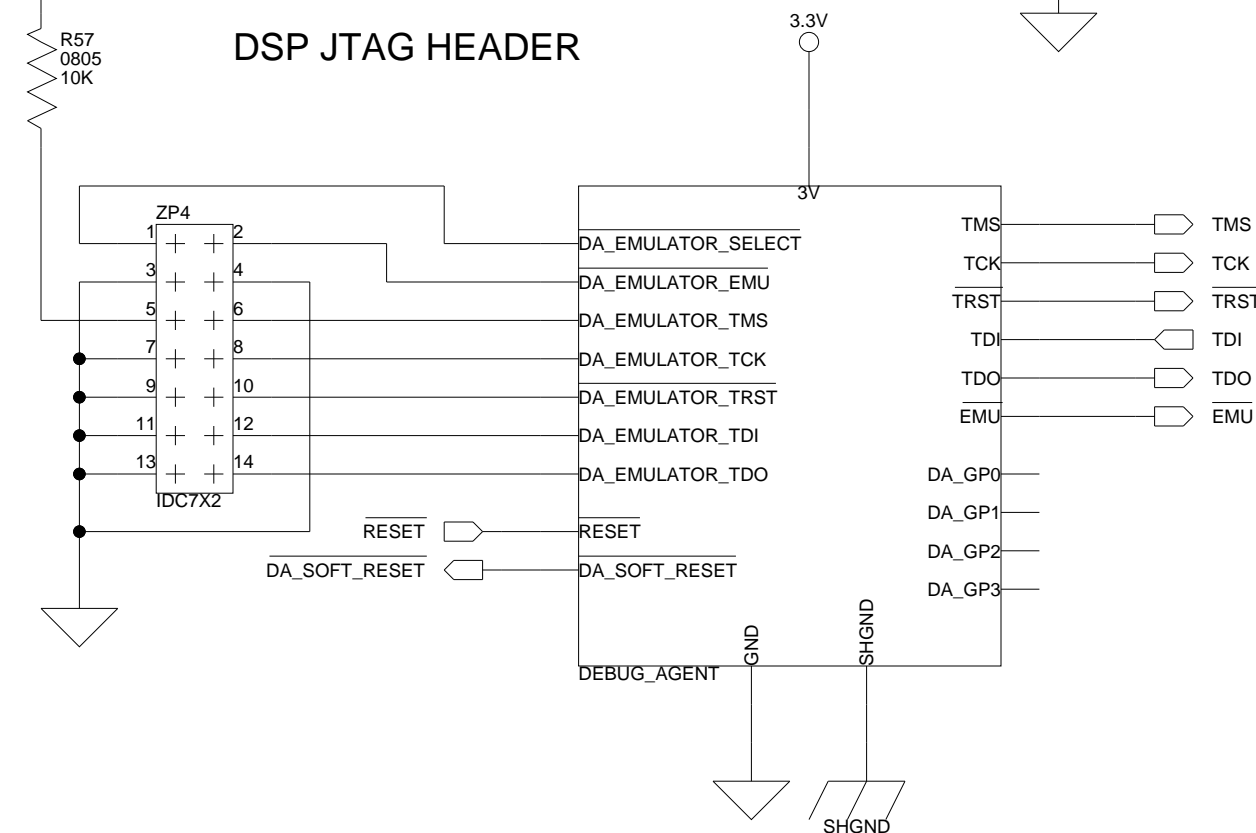 R57
0805
10K
DSP JTAG HEADER
3.3V
3V
ZP4
1 2
3 4
5 6
7 8
9 10
11 12
13 14
IDC7X2
DA_EMULATOR_SELECT
DA_EMULATOR_EMU
DA_EMULATOR_TMS
DA_EMULATOR_TCK
DA_EMULATOR_TRST
DA_EMULATOR_TDI
DA_EMULATOR_TDO
RESET RESET
DA_SOFT_RESET DA_SOFT_RESET
TMS TMS
TCK TCK
TRST TRST
TDI TDI
TDO TDO
EMU EMU
DA_GP0
DA_GP1
DA_GP2
DA_GP3
GND
SHGND
DEBUG_AGENT
SHGND